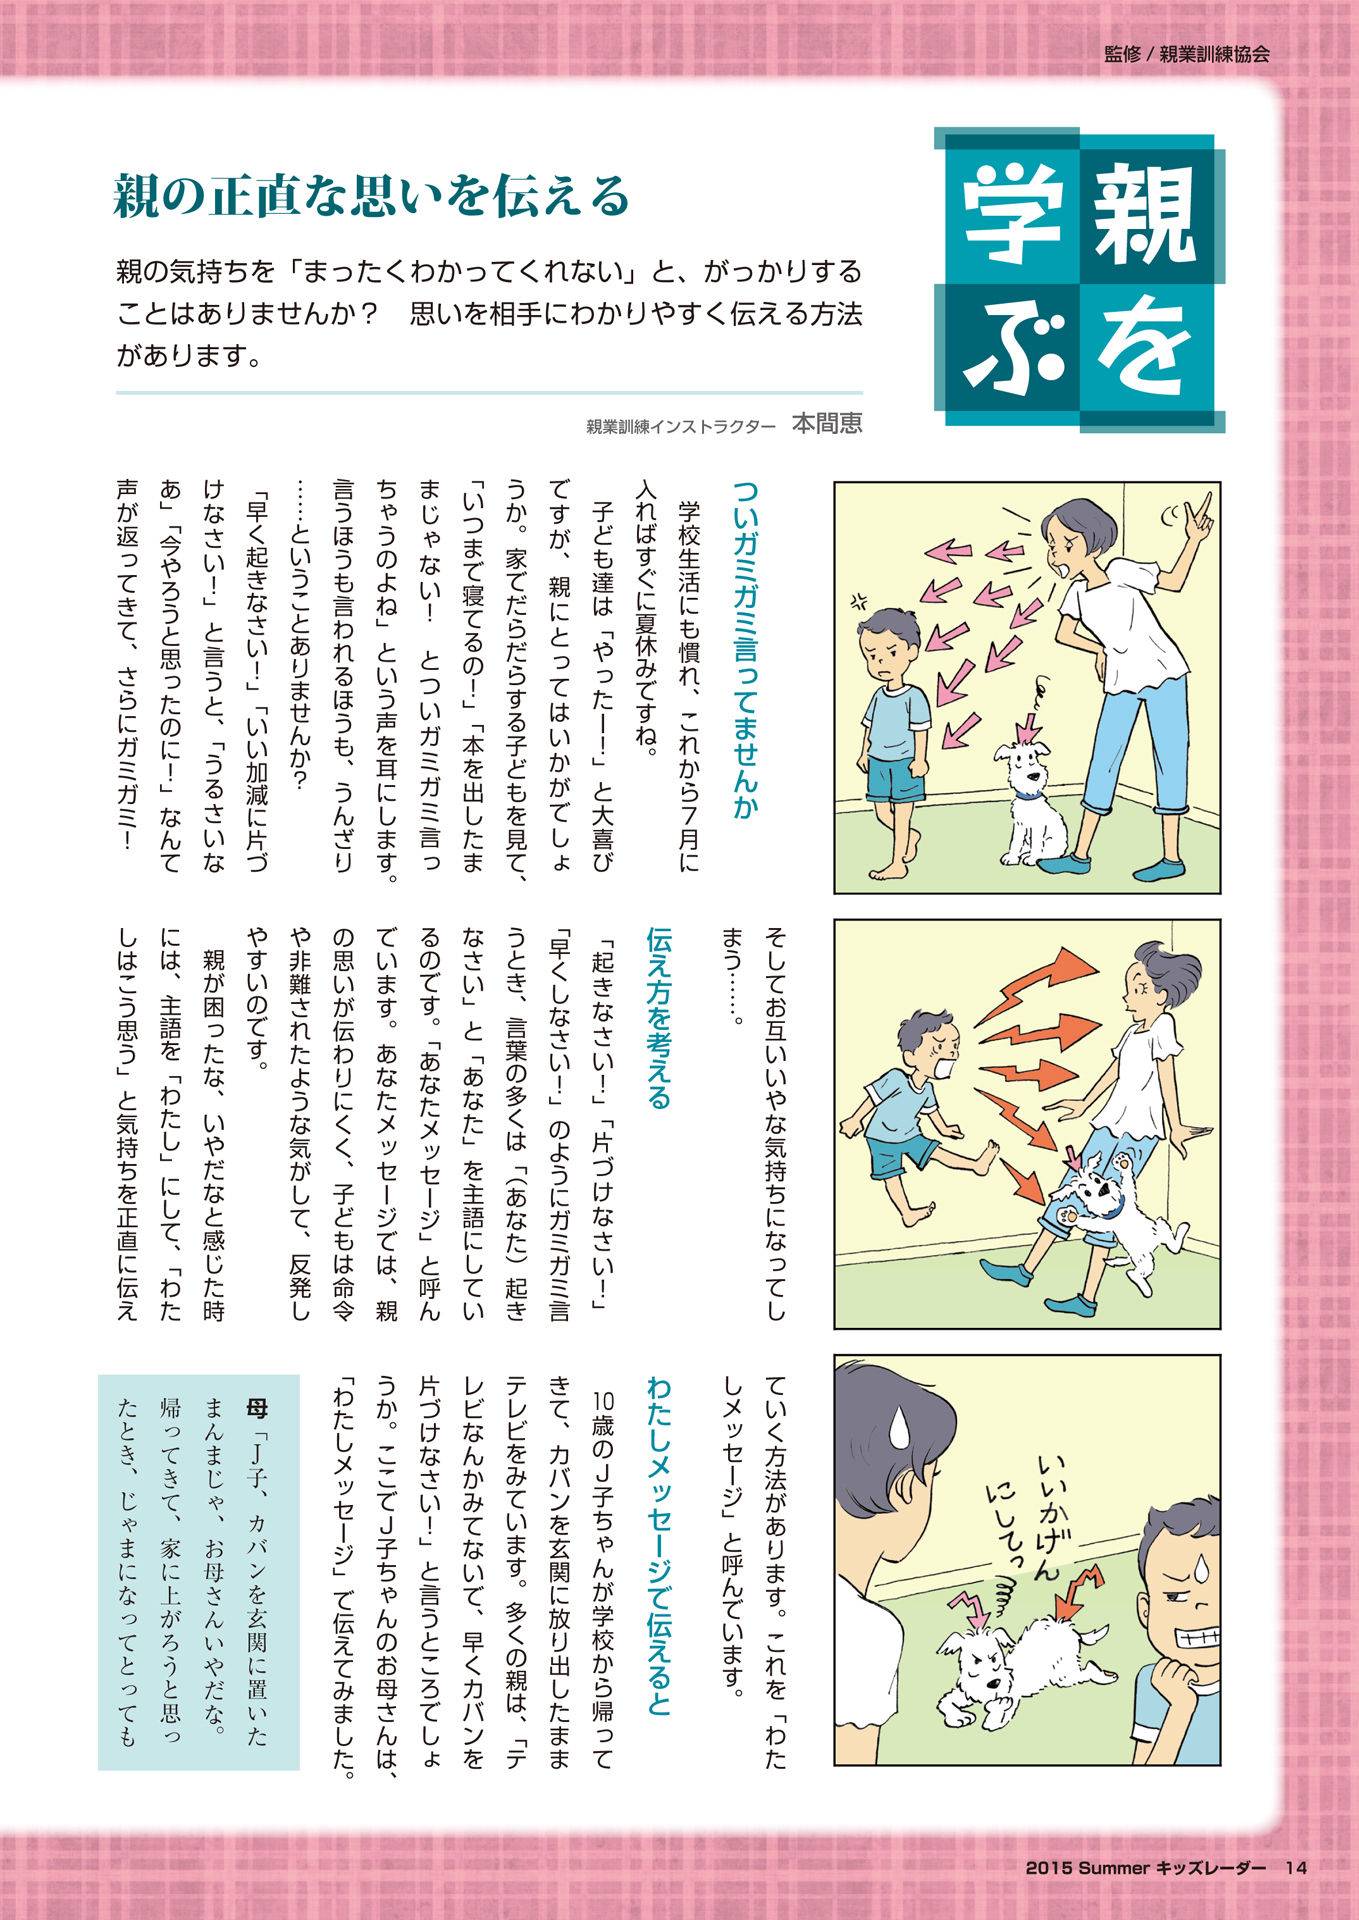 監修 / 親業訓練協会
親を
学ぶ
親の正直な思いを伝える
親の気持ちを「まったくわかってくれない」と、がっかりする
ことはありませんか？　思いを相手にわかりやすく伝える方法
があります。
親業訓練インストラクター　本間恵
ついガミガミ言ってませんか
　学校生活にも慣れ、これから7月に
入ればすぐに夏休みですね。
　子ども達は「やったー！」と大喜び
ですが、親にとってはいかがでしょ
うか。家でだらだらする子どもを見て、
「いつまで寝てるの！」「本を出したま
まじゃない！　とついガミガミ言っ
ちゃうのよね」という声を耳にします。
言うほうも言われるほうも、うんざり
……ということありませんか？
　「早く起きなさい！」「いい加減に片づ
けなさい！」と言うと、「うるさいな
あ」「今やろうと思ったのに！」なんて
声が返ってきて、さらにガミガミ！
そしてお互いいやな気持ちになってし
まう……。
伝え方を考える
　「起きなさい！」「片づけなさい！」
「早くしなさい！」のようにガミガミ言
うとき、言葉の多くは「（あなた）起き
なさい」と「あなた」を主語にしてい
るのです。「あなたメッセージ」と呼ん
でいます。あなたメッセージでは、親
の思いが伝わりにくく、子どもは命令
や非難されたような気がして、反発し
やすいのです。
　親が困ったな、いやだなと感じた時
には、主語を「わたし」にして、「わた
しはこう思う」と気持ちを正直に伝え
ていく方法があります。これを「わた
しメッセージ」と呼んでいます。
わたしメッセージで伝えると
　10歳のJ子ちゃんが学校から帰って
きて、カバンを玄関に放り出したまま
テレビをみています。多くの親は、「テ
レビなんかみてないで、早くカバンを
片づけなさい！」と言うところでしょ
うか。ここでJ子ちゃんのお母さんは、
「わたしメッセージ」で伝えてみました。
母「J子、カバンを玄関に置いた
まんまじゃ、お母さんいやだな。
帰ってきて、家に上がろうと思っ
たとき、じゃまになってとっても
いいかげん
にしてっ
2015 Summer キッズレーダー　14